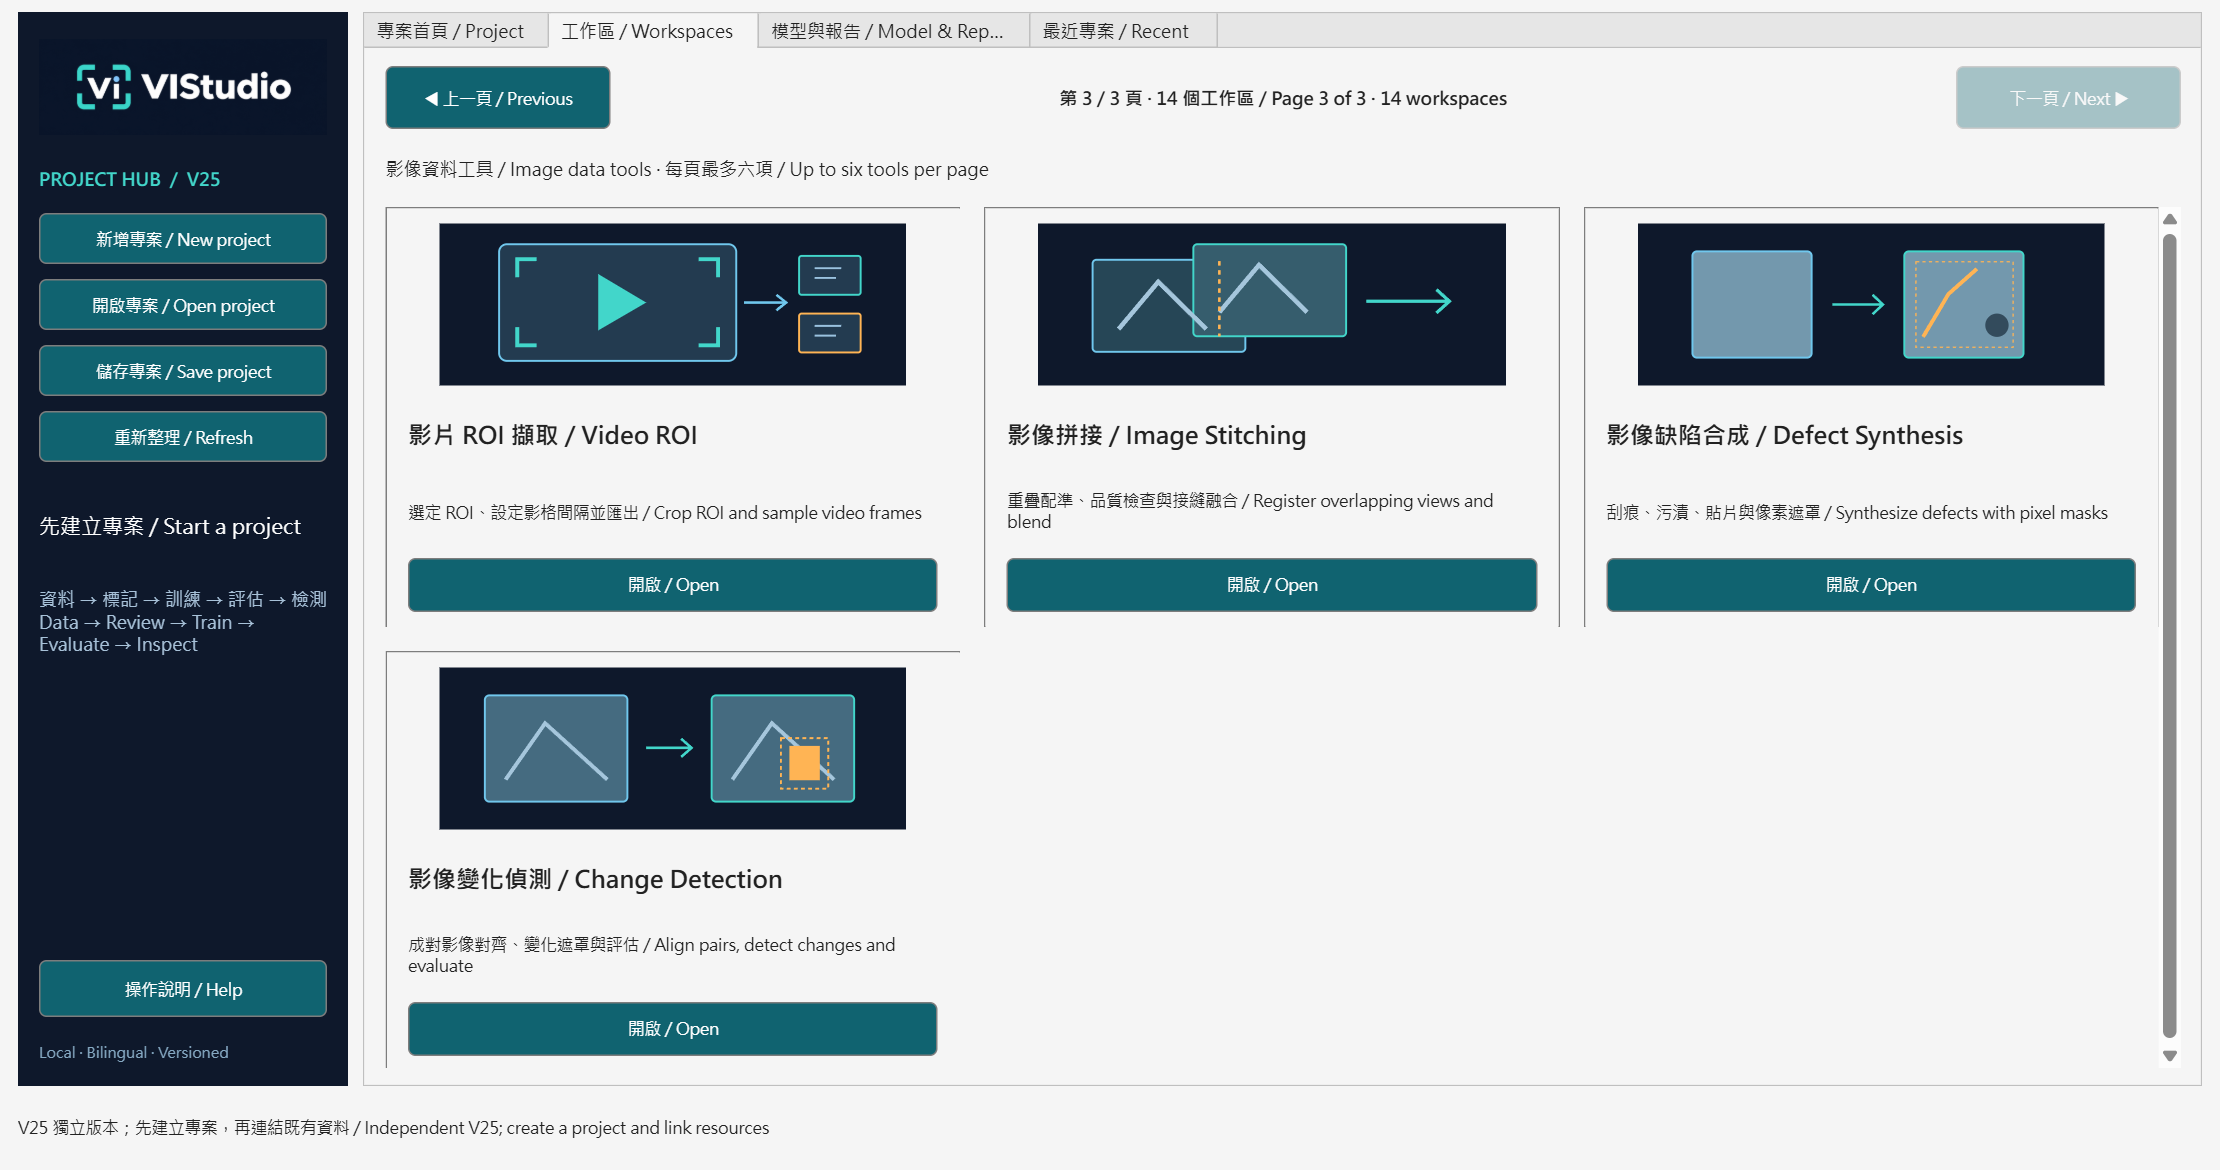 vi VIStudio
PROJECT HUB / V25
新增專案 / New project
開啟專案 / Open project
儲存專案 / Save project
重新整理 / Refresh
先建立專案 / Start a project
資料 → 標記 → 訓練 → 評估 → 檢測
Data → Review → Train →
Evaluate → Inspect
操作說明 / Help
Local · Bilingual · Versioned
專案首頁 / Project
工作區 / Workspaces
模型與報告 / Model & Rep...
最近專案 / Recent
◀ 上一頁 / Previous
第 3 / 3 頁 · 14 個工作區 / Page 3 of 3 · 14 workspaces
下一頁 / Next ▶
影像資料工具 / Image data tools · 每頁最多六項 / Up to six tools per page
影片 ROI 擷取 / Video ROI
選定 ROI、設定影格間隔並匯出 / Crop ROI and sample video frames
開啟 / Open
影像拼接 / Image Stitching
重疊配準、品質檢查與接縫融合 / Register overlapping views and
blend
開啟 / Open
影像缺陷合成 / Defect Synthesis
刮痕、污漬、貼片與像素遮罩 / Synthesize defects with pixel masks
開啟 / Open
影像變化偵測 / Change Detection
成對影像對齊、變化遮罩與評估 / Align pairs, detect changes and
evaluate
開啟 / Open
V25 獨立版本；先建立專案，再連結既有資料 / Independent V25; create a project and link resources